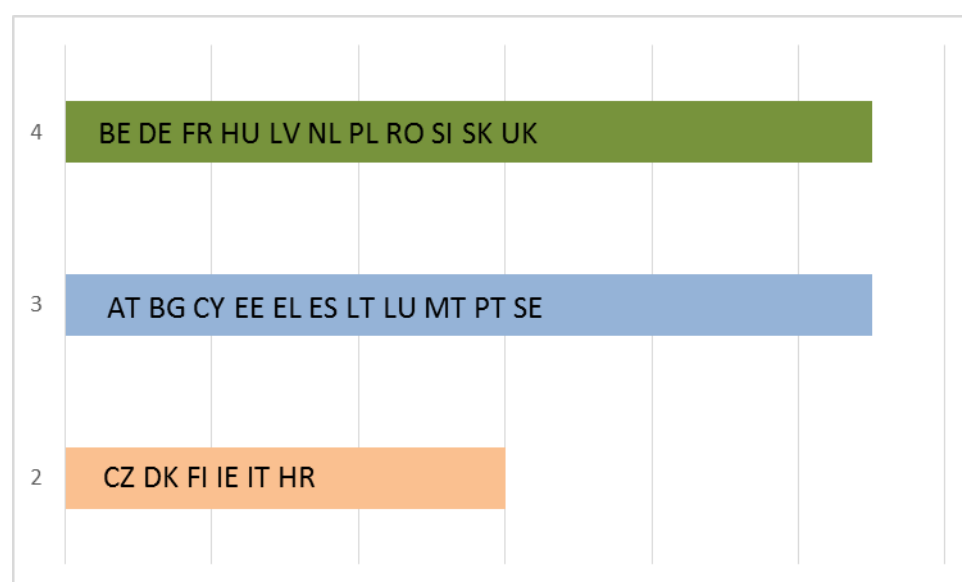 4 BE DE FR HU LV NL PL RO SI SK UK
3 AT BG CY EE EL ES LT LU MT PT SE
2 CZ DK FI IE IT HR